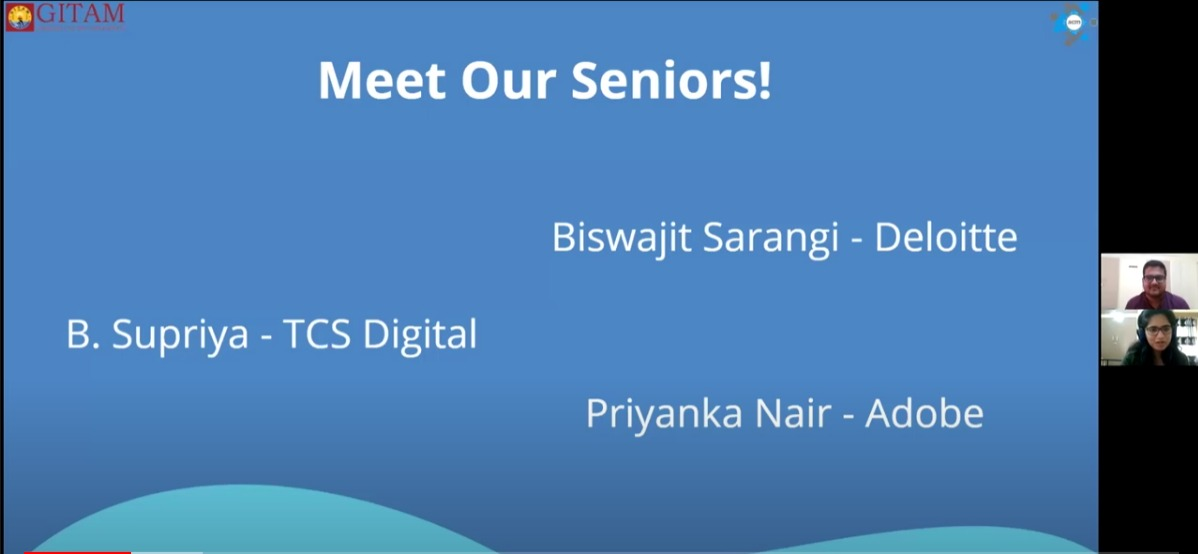 GITAM
Meet Our Seniors!
Biswajit Sarangi - Deloitte
B. Supriya - TCS Digital
Priyanka Nair - Adobe